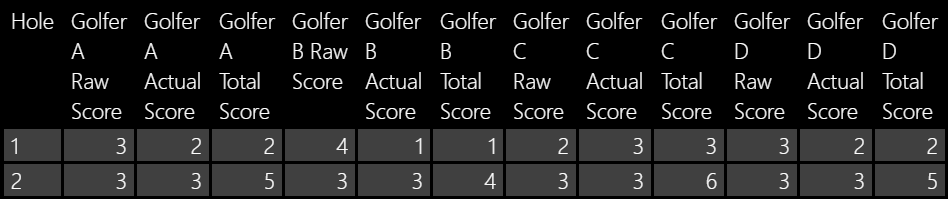 Hole Golfer Golfer Golfer Golfer Golfer Golfer Golfer Golfer Golfer Golfer Golfer Golfer
A A A B Raw B B C C C D D D
Raw Actual Total Score Actual Total Raw Actual Total Raw Actual Total
Score Score Score Score Score Score Score Score Score Score Score
1 3 2 2 4 1 1 2 3 3 3 2 2
2 3 3 5 3 3 4 3 3 6 3 3 5